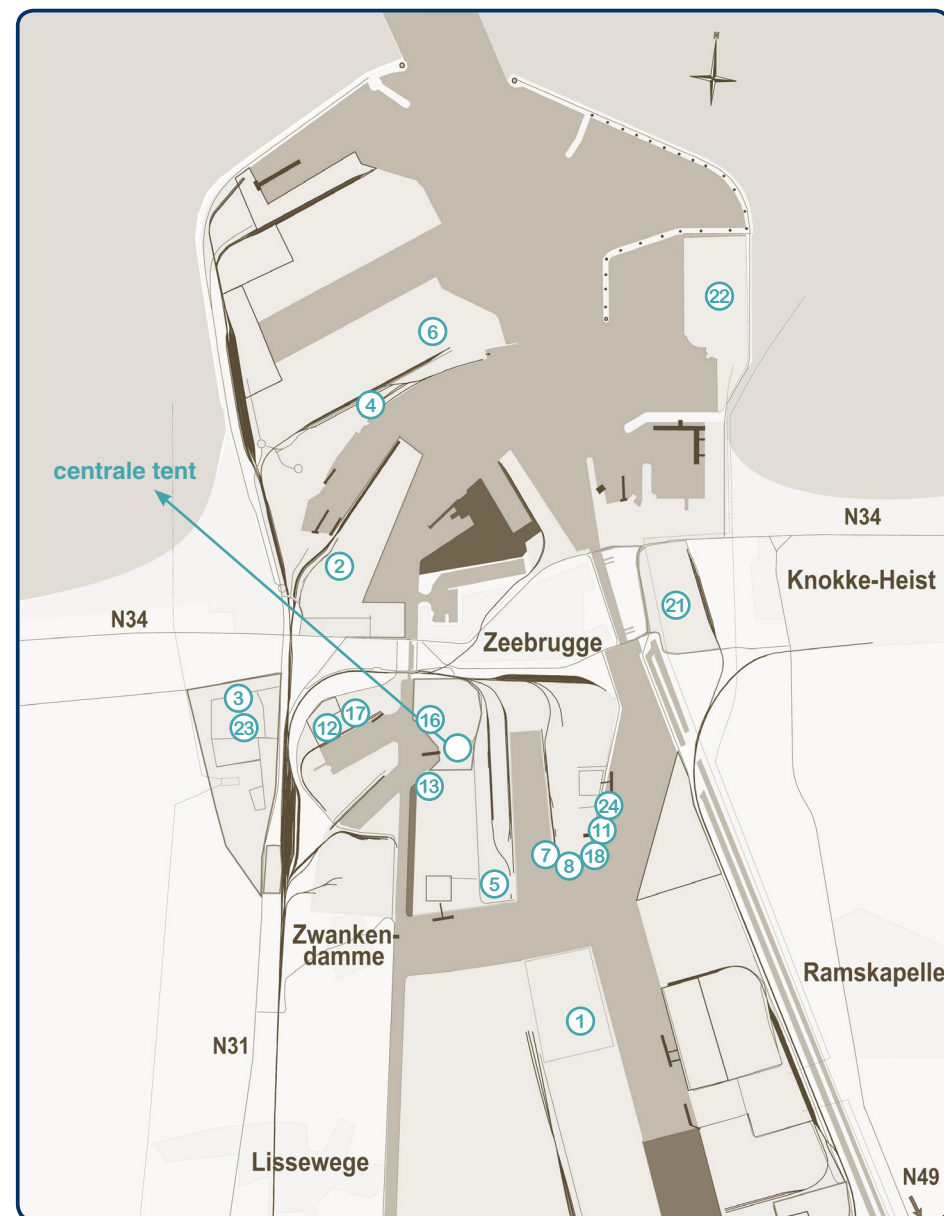 N
22
6
4
centrale tent
N34
2
Knokke-Heist
21
N34
Zeebrugge
3
17
16
12
23
13
24
11
7
18
8
5
Zwanken-
damme
Ramskapelle
1
N31
Lissewege
N49